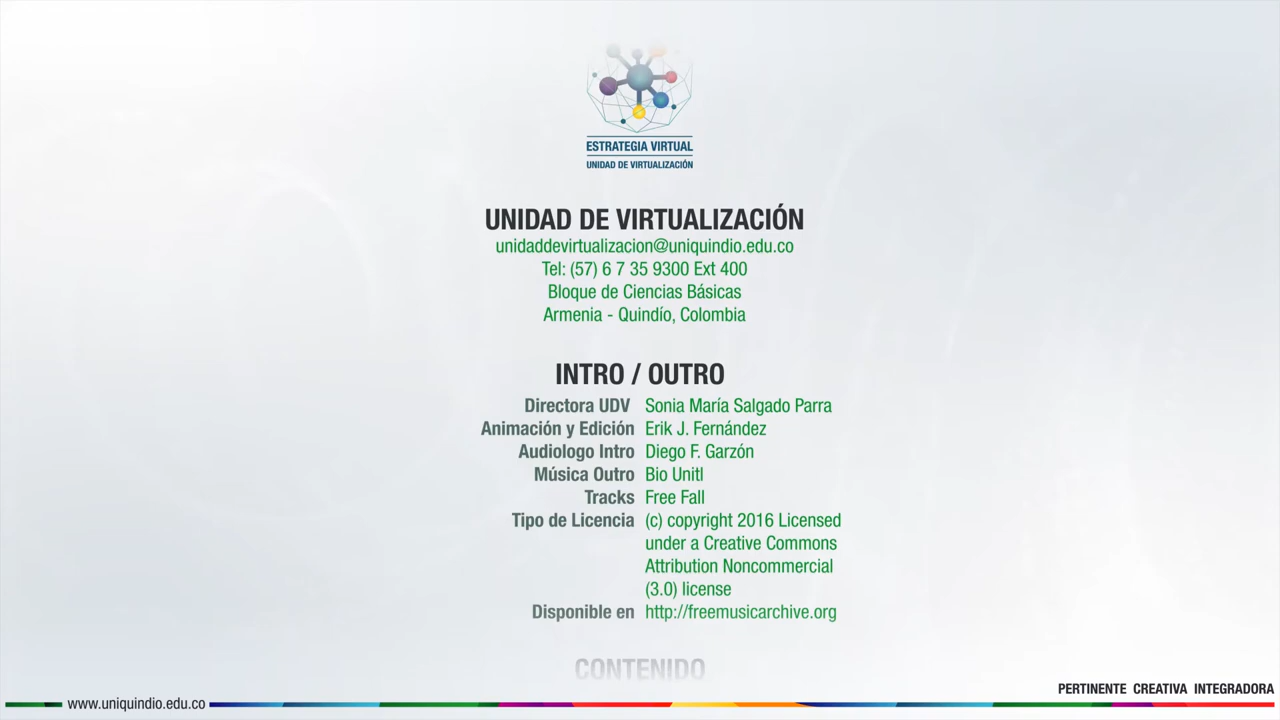 ESTRATEGIA VIRTUAL
UNIDAD DE VIRTUALIZACIÓN
UNIDAD DE VIRTUALIZACIÓN
unidaddevirtualizacion@uniquindio.edu.co
Tel: (57) 6 7 35 9300 Ext 400
Bloque de Ciencias Básicas
Armenia - Quindío, Colombia
INTRO / OUTRO
Directora UDV Sonia María Salgado Parra
Animación y Edición Erik J. Fernández
Audiologo Intro Diego F. Garzón
Música Outro Bio Unitl
Tracks Free Fall
Tipo de Licencia (c) copyright 2016 Licensed
under a Creative Commons
Attribution Noncommercial
(3.0) license
Disponible en http://freemusicarchive.org
CONTENIDO
PERTINENTE CREATIVA INTEGRADORA
www.uniquindio.edu.co